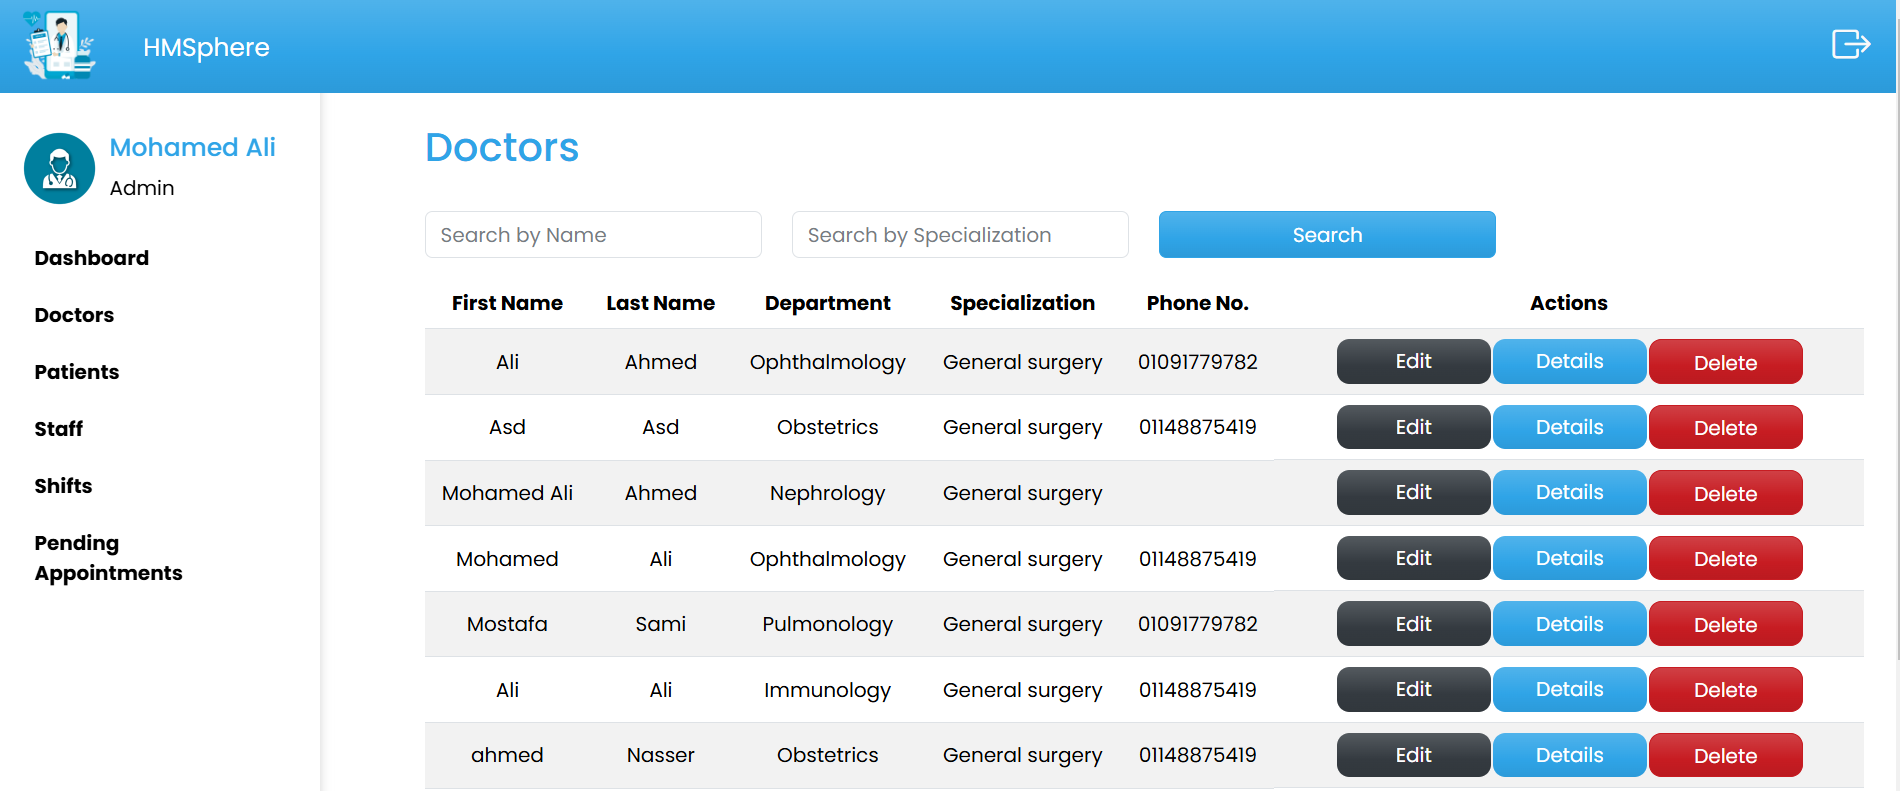 HMSphere
Mohamed Ali
Admin
Dashboard
Doctors
Patients
Staff
Shifts
Pending
Appointments
Doctors
Search by Name Search by Specialization Search
First Name Last Name Department Specialization Phone No. Actions
Ali Ahmed Ophthalmology General surgery 01091779782 Edit Details Delete
Asd Asd Obstetrics General surgery 01148875419 Edit Details Delete
Mohamed Ali Ahmed Nephrology General surgery Edit Details Delete
Mohamed Ali Ophthalmology General surgery 01148875419 Edit Details Delete
Mostafa Sami Pulmonology General surgery 01091779782 Edit Details Delete
Ali Ali Immunology General surgery 01148875419 Edit Details Delete
ahmed Nasser Obstetrics General surgery 01148875419 Edit Details Delete